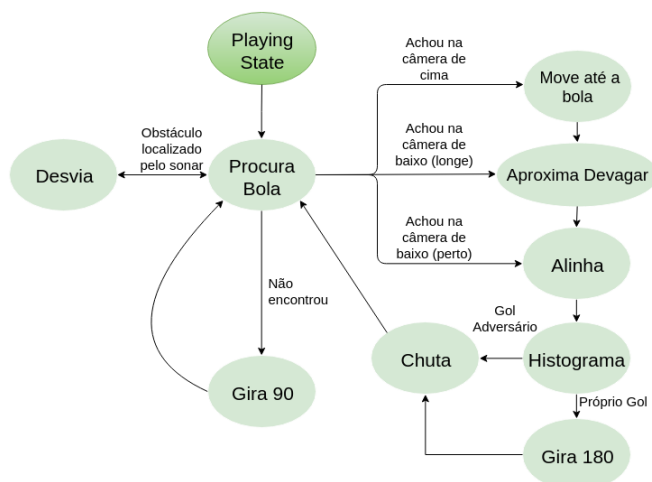 Playing
State
Achou na
câmera de
cima
Move até a
bola
Obstáculo
localizado
pelo sonar
Desvia
Procura
Bola
Achou na
câmera de
baixo (longe)
Aproxima Devagar
Achou na
câmera de
baixo (perto)
Alinha
Não
encontrou
Gol
Adversário
Chuta
Histograma
Gira 90
Próprio Gol
Gira 180